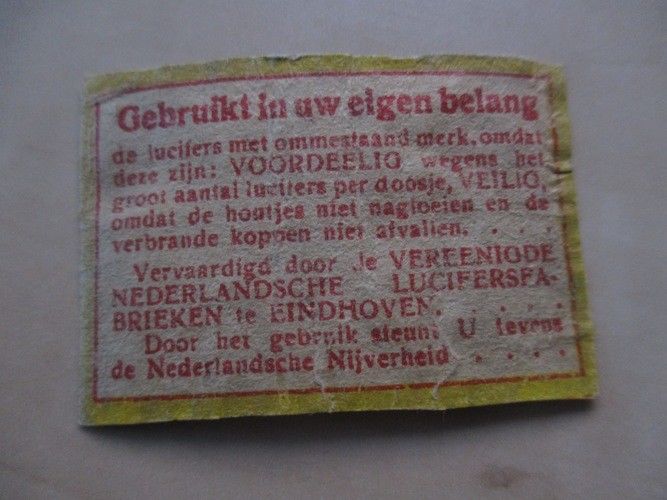 Gebruikt in uw eigen belang
de lucifers met ommestaand merk, omdat
deze zijn: VOORDEELIG wegens het
groot aantal lucifers per doosje, VEILIG,
omdat de houtjes niet nagloeien en de
verbrande koppen niet afvallen. . . .
Vervaardigd door de VEREENIGDE
NEDERLANDSCHE LUCIFERSFA-
BRIEKEN te EINDHOVEN. . . . .
Door het gebruik steunt U tevens
de Nederlandsche Nijverheid . . . .